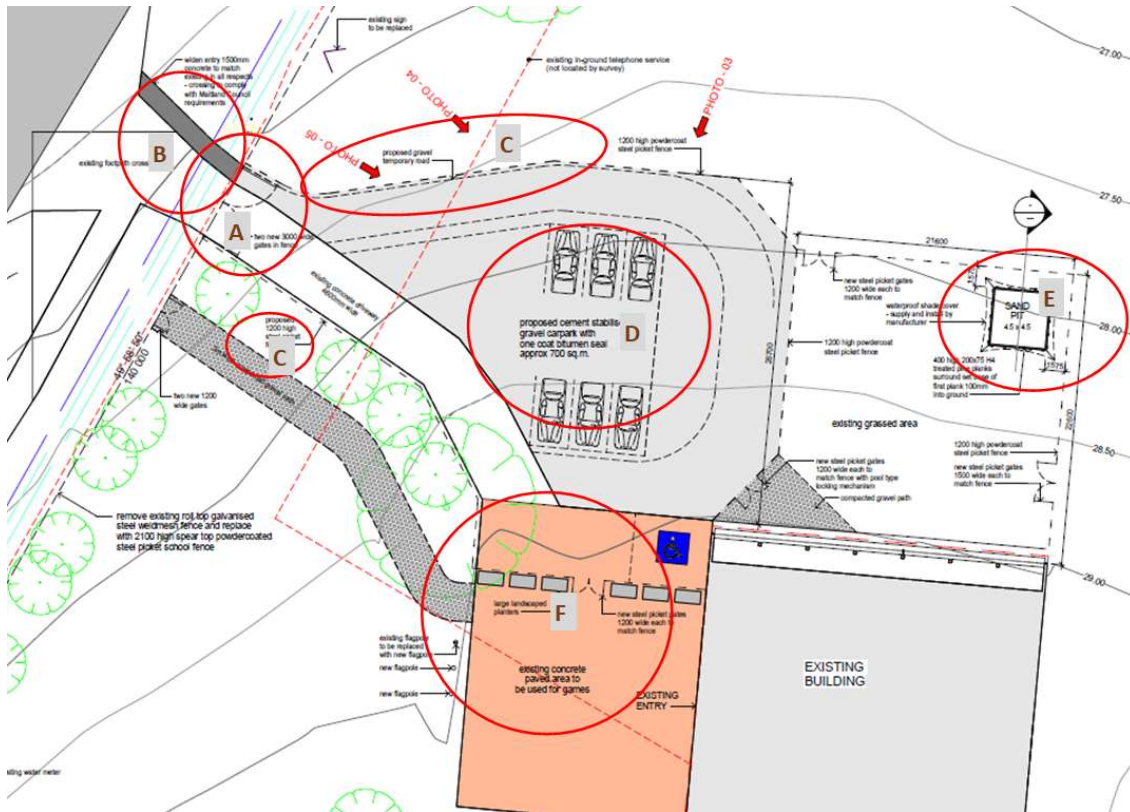 existing sign
to be replaced
27.00
widen entry 1500mm
concrete to match
existing in all respects
- crossing to comply
with Maitland Council
requirements
existing in-ground telephone service
(not located by survey)
PHOTO - 03
PHOTO - 04
PHOTO - 05
C
proposed gravel
temporary road
1200 high powdercoat
steel picket fence
B
existing footpath
27.50
A
two new 3000 wide
gates in fence
existing concrete driveway
4600mm wide
21600
new steel picket gates
1200 wide each to
match fence
1575
E
waterproof shade cover
- supply and install by
manufacturer
SAND
PIT
4.5 x 4.5
28.00
proposed
1200 high
C
proposed cement
gravel carpark with
one coat bitumen seal
approx 700 sq.m.
D
1200 high powdercoat
steel picket fence
400 high 200x75 H4
treated pine planks
surround set base of
first plank 100mm
into ground
1575
49° 58' 50"
140 000
two new 1200
wide gates
existing grassed area
22600
28.50
1200 high powdercoat
steel picket fence
new steel picket gates
1500 wide each to
match fence
new steel picket gates
1200 wide each to
match fence with pool type
locking mechanism
compacted gravel path
remove existing roll top galvanised
steel weldmesh fence and replace
with 2100 high spear top powdercoated
steel picket school fence
29.00
large landscaped
planters
F
new steel picket gates
1200 wide each to
match fence
existing flagpole
to be replaced
with new flagpole
new flagpole
new flagpole
existing concrete
paved area to
be used for games
EXISTING
ENTRY
EXISTING
BUILDING
water meter